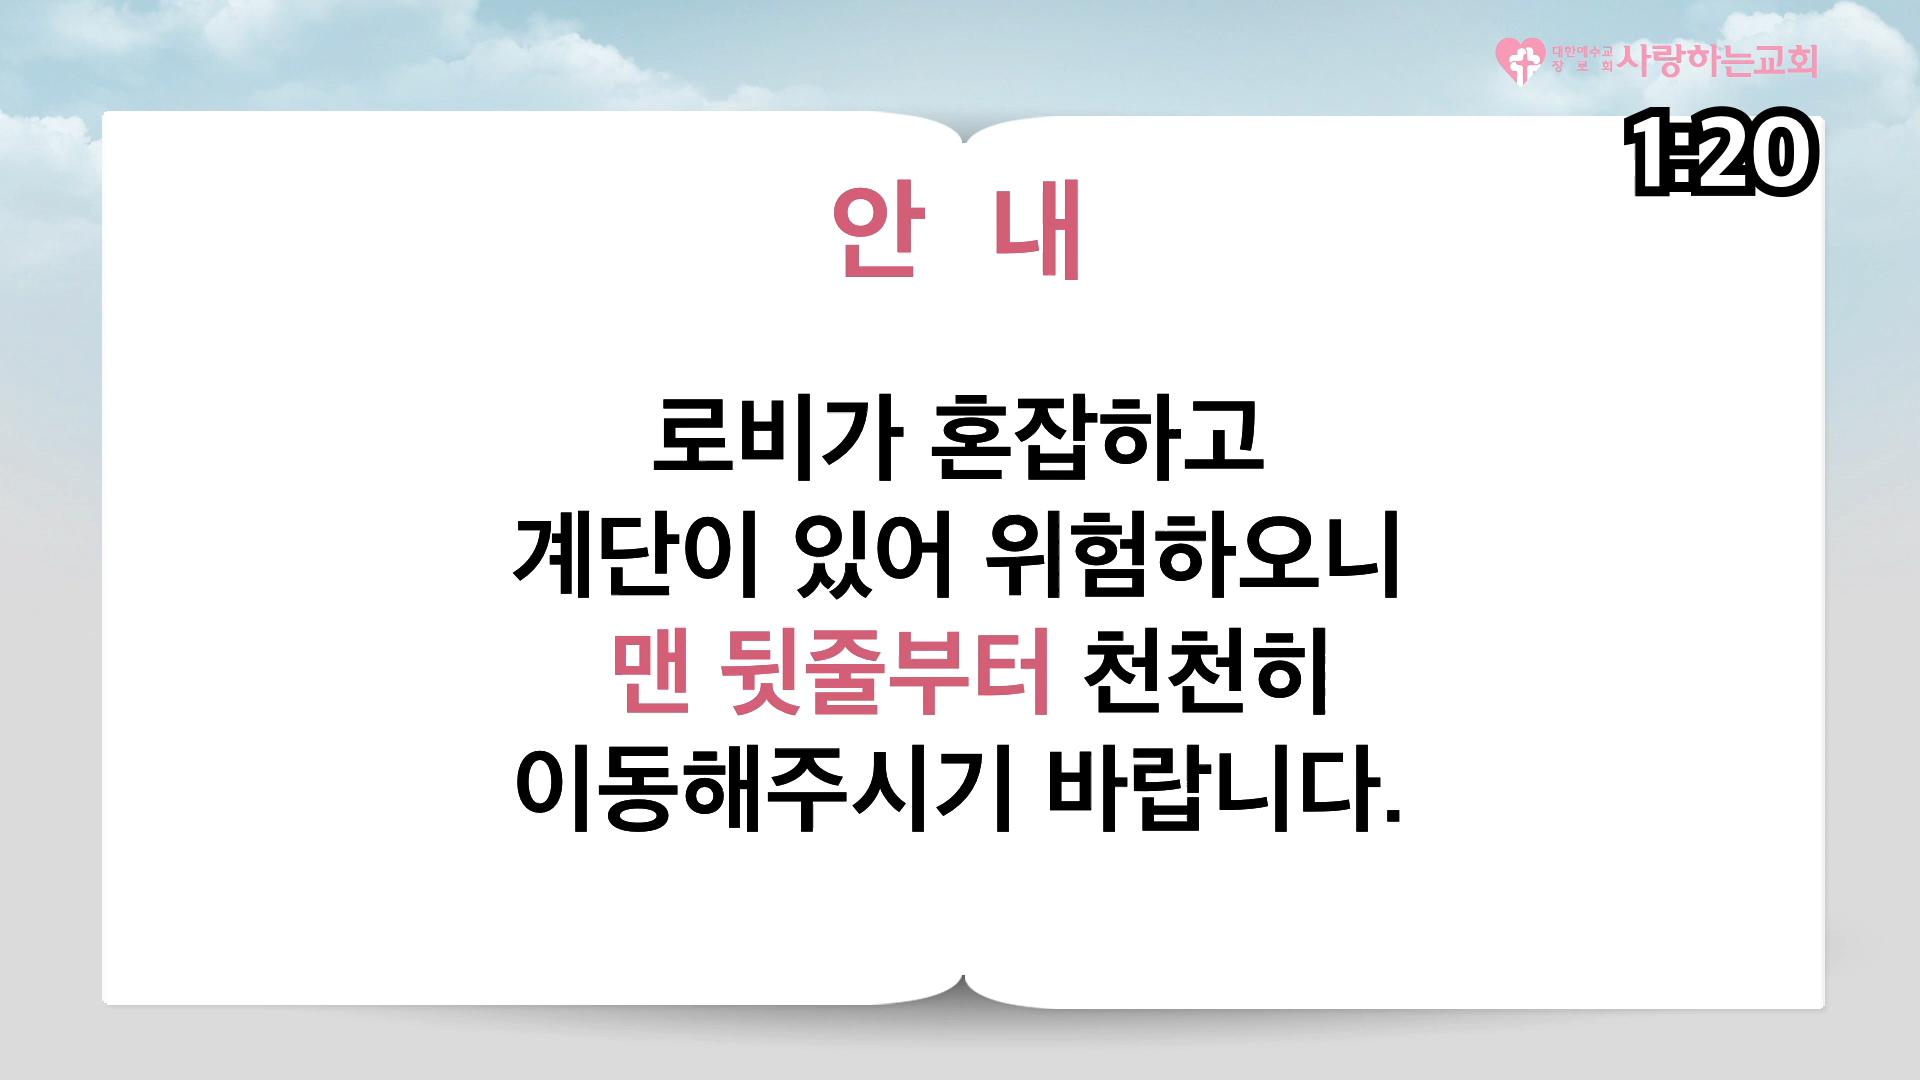 대한예수교
장로회
사랑하는교회
1:20
안 내
로비가 혼잡하고
계단이 있어 위험하오니
맨 뒷줄부터 천천히
이동해주시기 바랍니다.